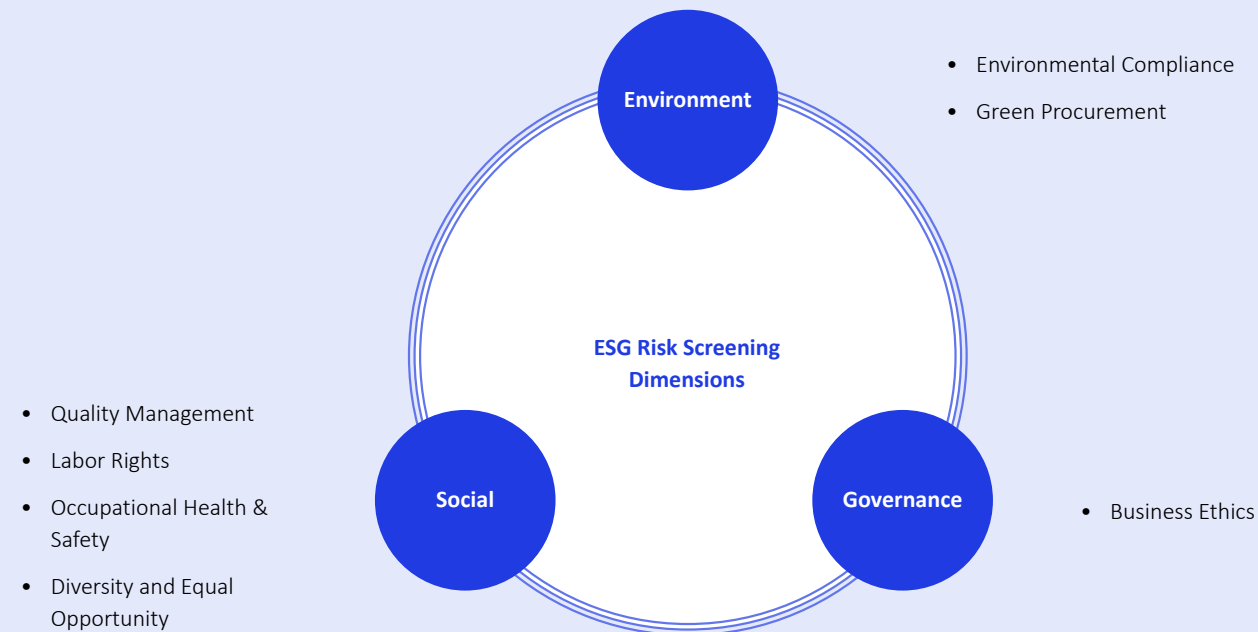 Environment
• Environmental Compliance
• Green Procurement
ESG Risk Screening
Dimensions
• Quality Management
• Labor Rights
• Occupational Health &
Safety
• Diversity and Equal
Opportunity
Social
Governance
• Business Ethics